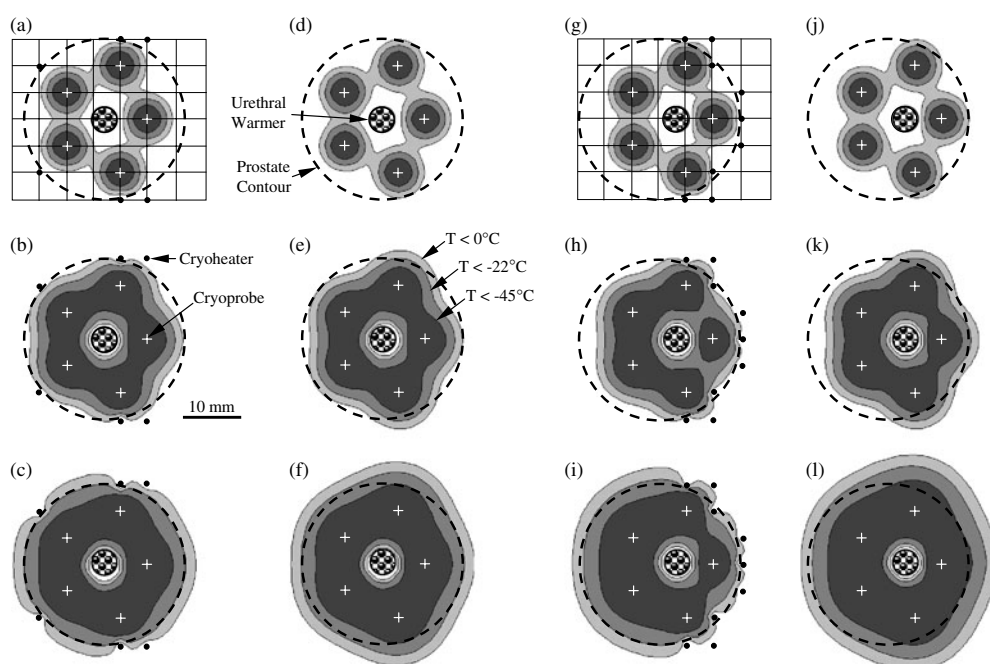 (a)
(d)
(g)
(j)
Urethral
Warmer
Prostate
Contour
(b)
(e)
(h)
(k)
Cryoheater
Cryoprobe
T < 0°C
T < -22°C
T < -45°C
10 mm
(c)
(f)
(i)
(l)